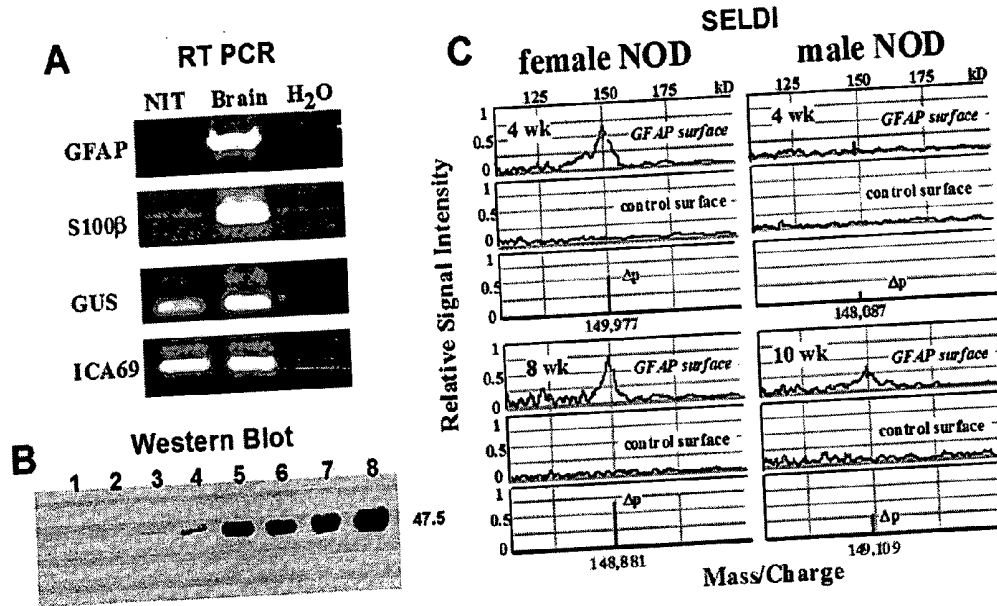 A
RT PCR
NIT Brain H₂O
GFAP
S100β
GUS
ICA69
B
Western Blot
1 2 3 4 5 6 7 8
47.5
C
SELDI
female NOD
male NOD
125 150 175 kD
125 150 175 kD
Relative Signal Intensity
1
0.5
0
4 wk
GFAP surface
4 wk
GFAP surface
0.5
0
control surface
control surface
1
0.5
0
Δp
Δp
149,977
148,087
1
0.5
0
8 wk
GFAP surface
10 wk
GFAP surface
1
0.5
0
control surface
control surface
1
0.5
0
Δp
Δp
148,881
149,109
Mass/Charge